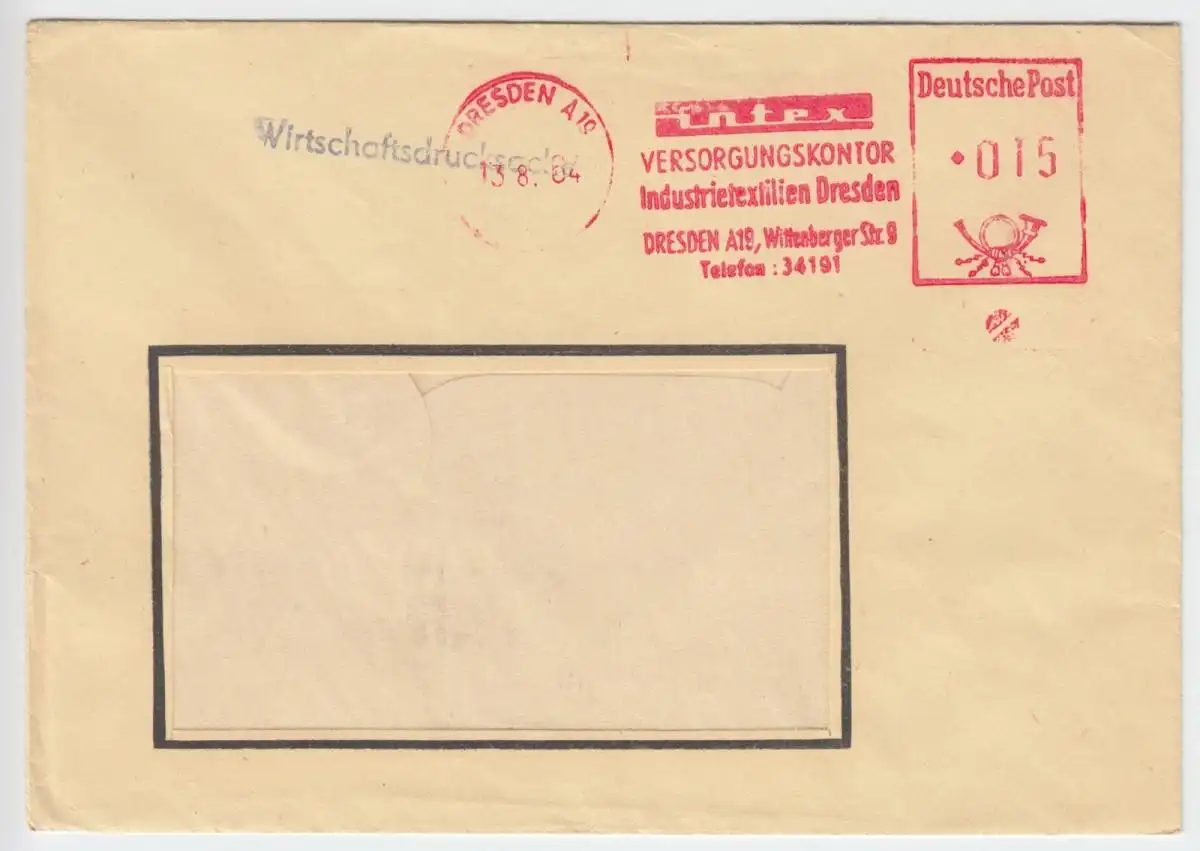 DRESDEN A19
Wirtschaftsdrucksache
13 8. 64
intex
VERSORGUNGSKONTOR
Industrietextilien Dresden
DRESDEN A19, Wittenberger Str. 9
Telefon : 34191
Deutsche Post
015